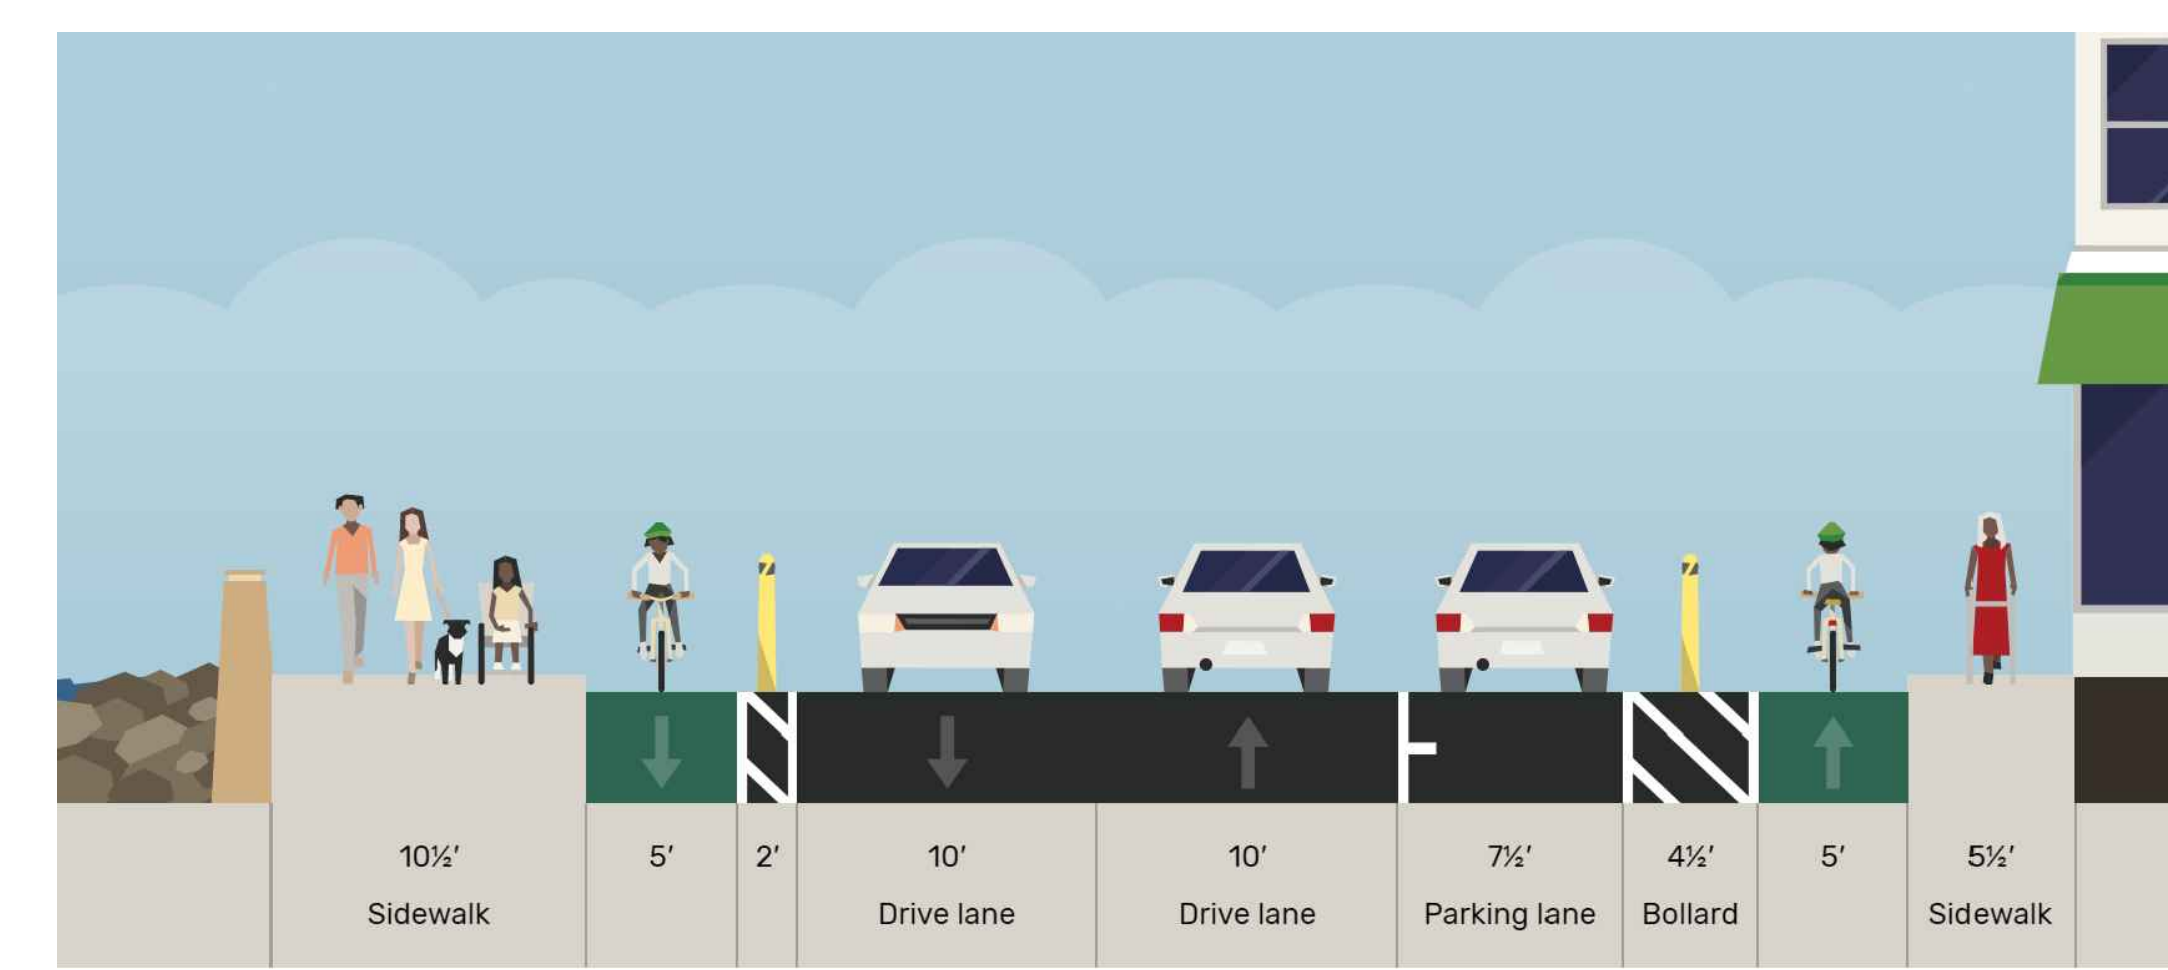 10½′ 5′ 2′ 10′ 10′ 7½′ 4½′ 5′ 5½′
Sidewalk Drive lane Drive lane Parking lane Bollard Sidewalk